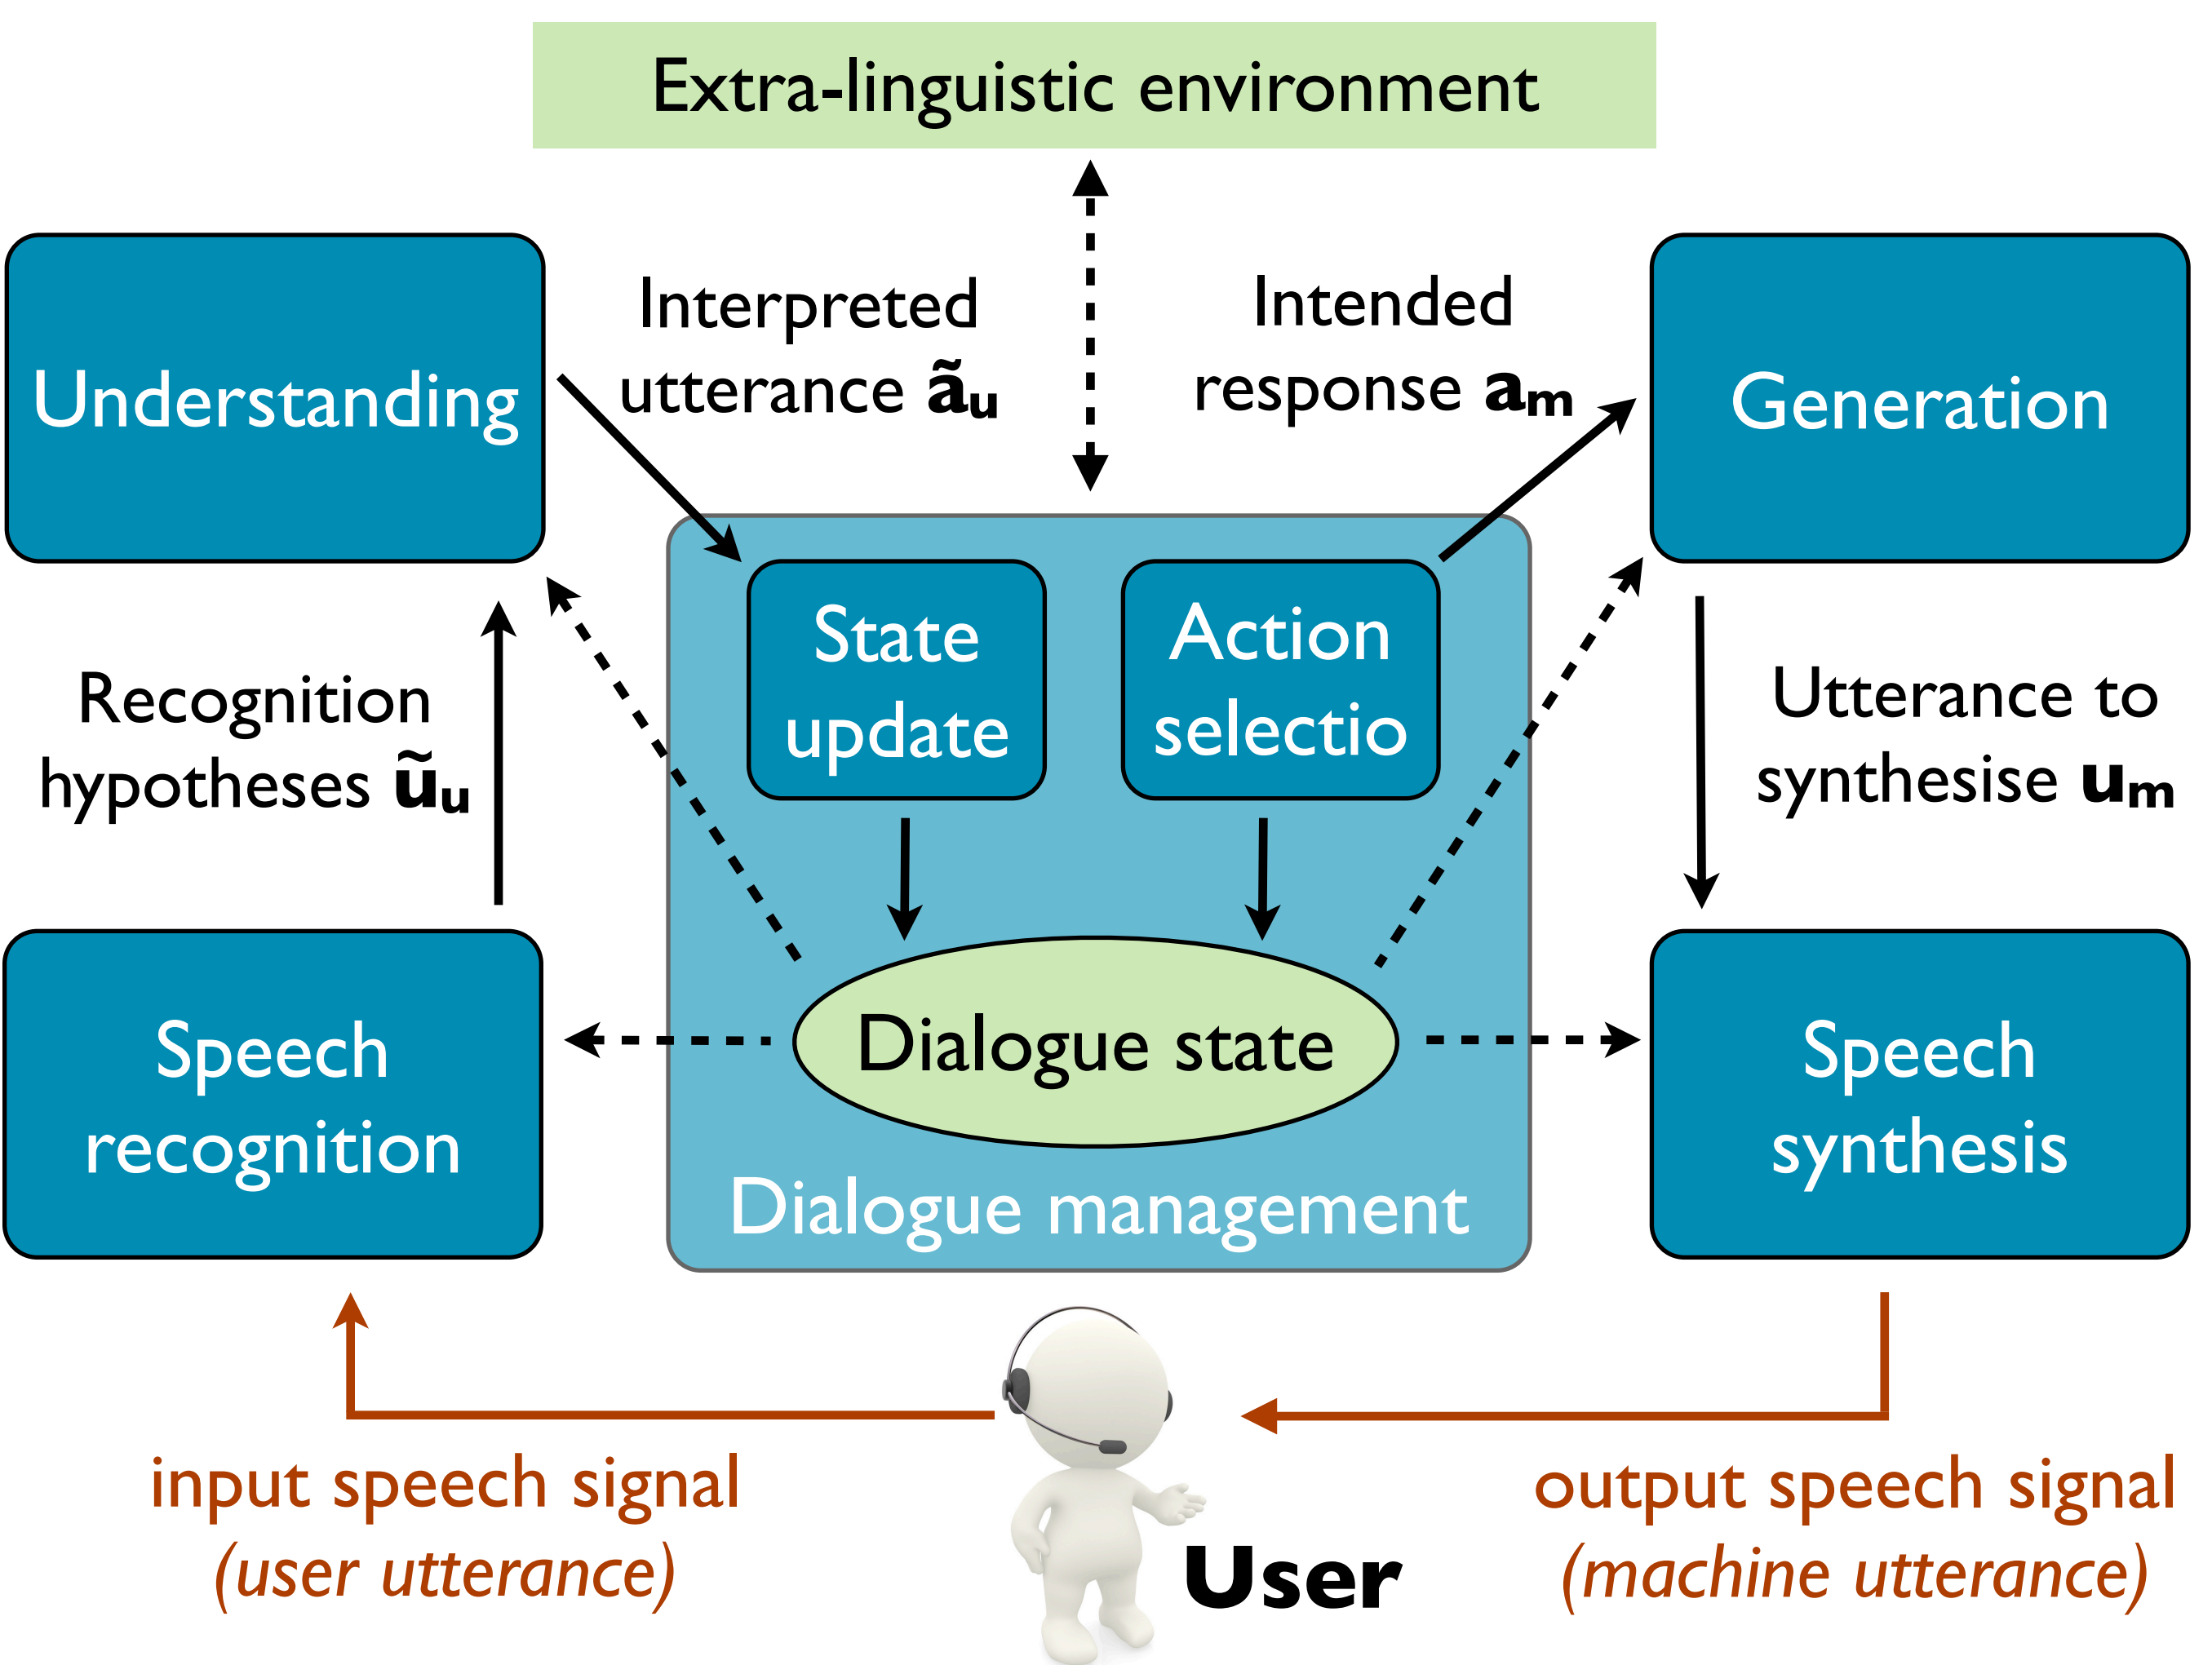 Extra-linguistic environment
Understanding
Interpreted
utterance ãu
Intended
response am
Generation
State
update
Action
selectio
Recognition
hypotheses ũu
Utterance to
synthesise um
Speech
recognition
Dialogue state
Dialogue management
Speech
synthesis
input speech signal
(user utterance)
User
output speech signal
(machine utterance)